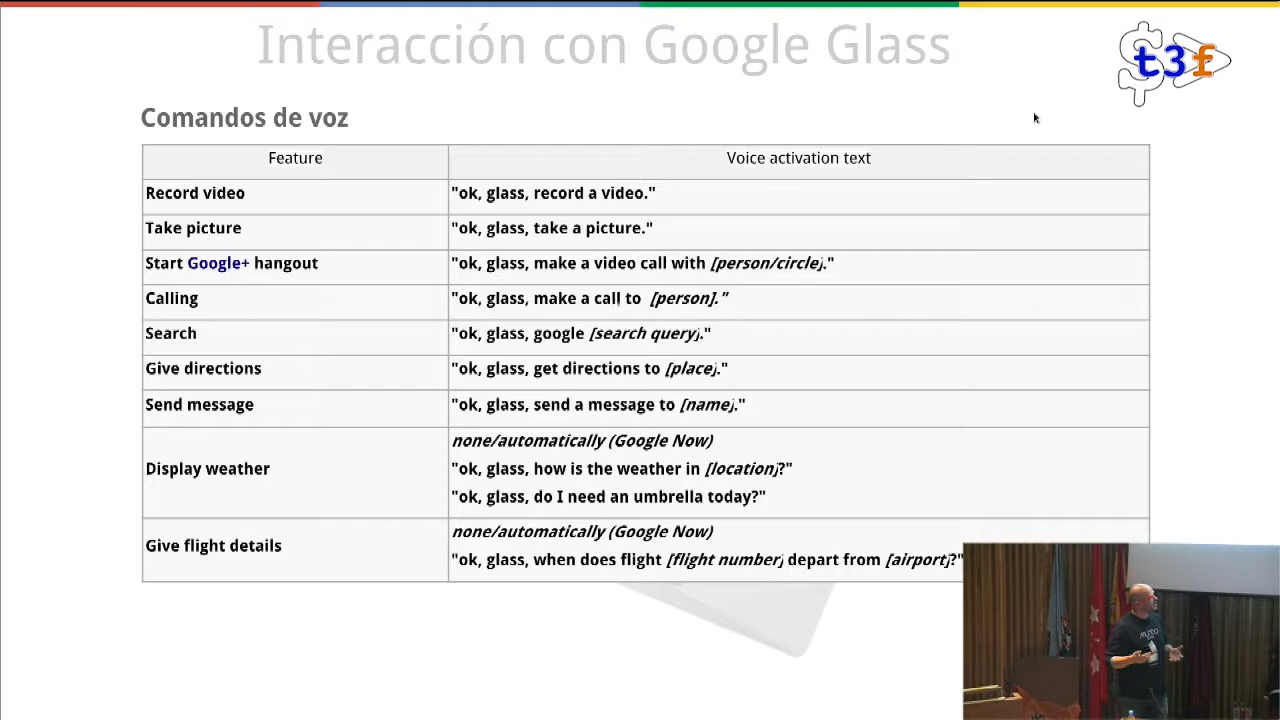 Interacción con Google Glass
t3f
Comandos de voz
Feature Voice activation text
Record video "ok, glass, record a video."
Take picture "ok, glass, take a picture."
Start Google+ hangout "ok, glass, make a video call with [person/circle]."
Calling "ok, glass, make a call to [person].”
Search "ok, glass, google [search query]."
Give directions "ok, glass, get directions to [place]."
Send message "ok, glass, send a message to [name]."
Display weather
none/automatically (Google Now)
"ok, glass, how is the weather in [location]?"
"ok, glass, do I need an umbrella today?"
Give flight details
none/automatically (Google Now)
"ok, glass, when does flight [flight number] depart from [airport]?"